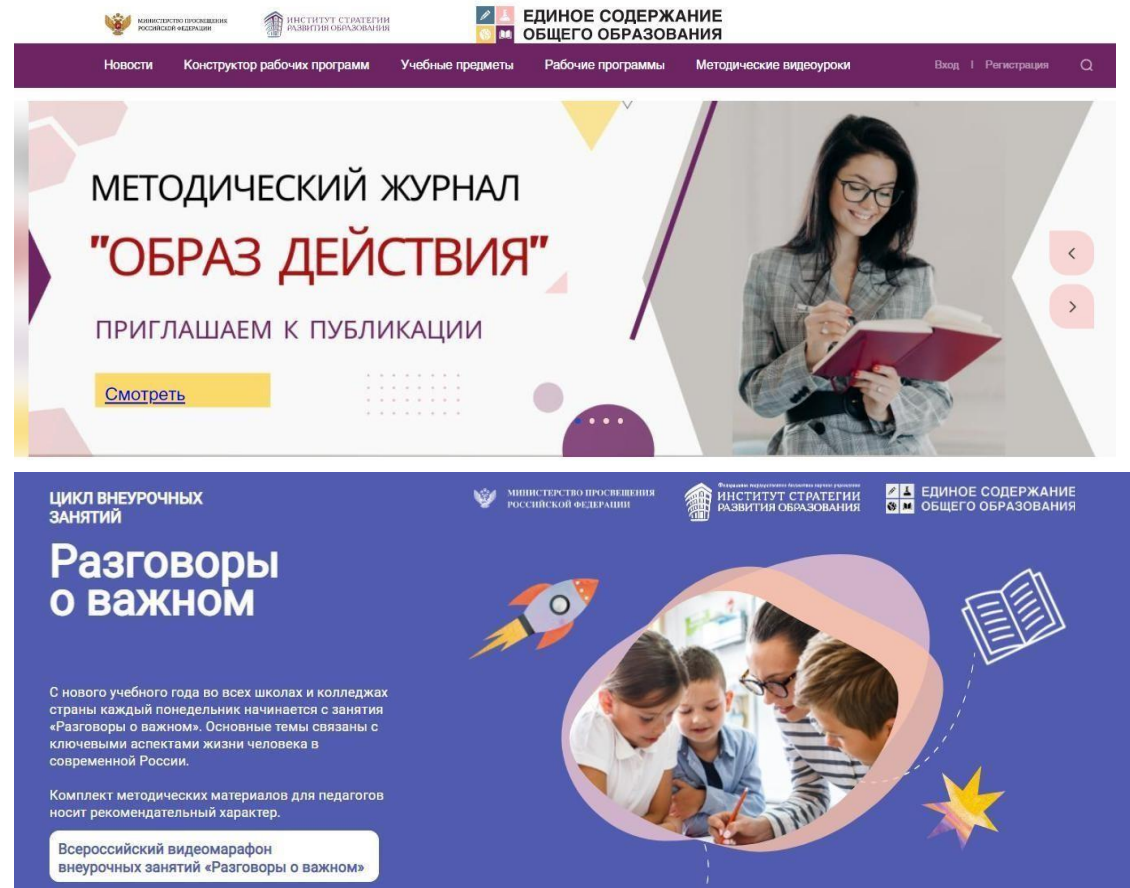 МИНИСТЕРСТВО ПРОСВЕЩЕНИЯ
РОССИЙСКОЙ ФЕДЕРАЦИИ
ИНСТИТУТ СТРАТЕГИИ
РАЗВИТИЯ ОБРАЗОВАНИЯ
ЕДИНОЕ СОДЕРЖАНИЕ
ОБЩЕГО ОБРАЗОВАНИЯ
Новости Конструктор рабочих программ Учебные предметы Рабочие программы Методические видеоуроки Вход | Регистрация
МЕТОДИЧЕСКИЙ ЖУРНАЛ
"ОБРАЗ ДЕЙСТВИЯ"
ПРИГЛАШАЕМ К ПУБЛИКАЦИИ
Смотреть
ЦИКЛ ВНЕУРОЧНЫХ
ЗАНЯТИЙ
МИНИСТЕРСТВО ПРОСВЕЩЕНИЯ
РОССИЙСКОЙ ФЕДЕРАЦИИ
ИНСТИТУТ СТРАТЕГИИ
РАЗВИТИЯ ОБРАЗОВАНИЯ
ЕДИНОЕ СОДЕРЖАНИЕ
ОБЩЕГО ОБРАЗОВАНИЯ
Разговоры
о важном
С нового учебного года во всех школах и колледжах
страны каждый понедельник начинается с занятия
«Разговоры о важном». Основные темы связаны с
ключевыми аспектами жизни человека в
современной России.
Комплект методических материалов для педагогов
носит рекомендательный характер.
Всероссийский видеомарафон
внеурочных занятий «Разговоры о важном»